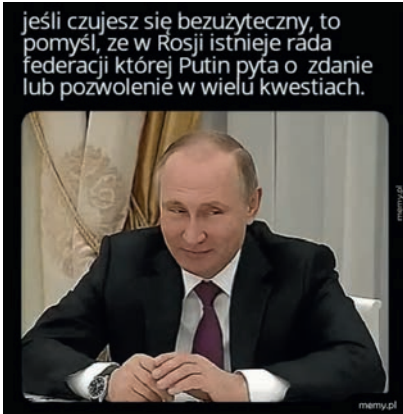 jeśli czujesz się bezużyteczny, to
pomyśl, ze w Rosji istnieje rada
federacji której Putin pyta o zdanie
lub pozwolenie w wielu kwestiach.
memy.pl
memy.pl